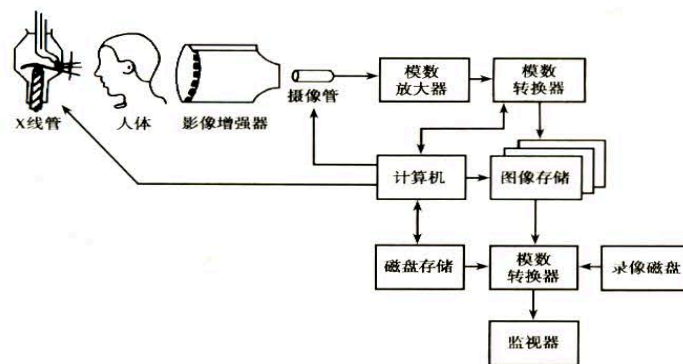 X线管
人体
影像增强器
摄像管
模数
放大器
模数
转换器
计算机
图像存储
磁盘存储
模数
转换器
录像磁盘
监视器